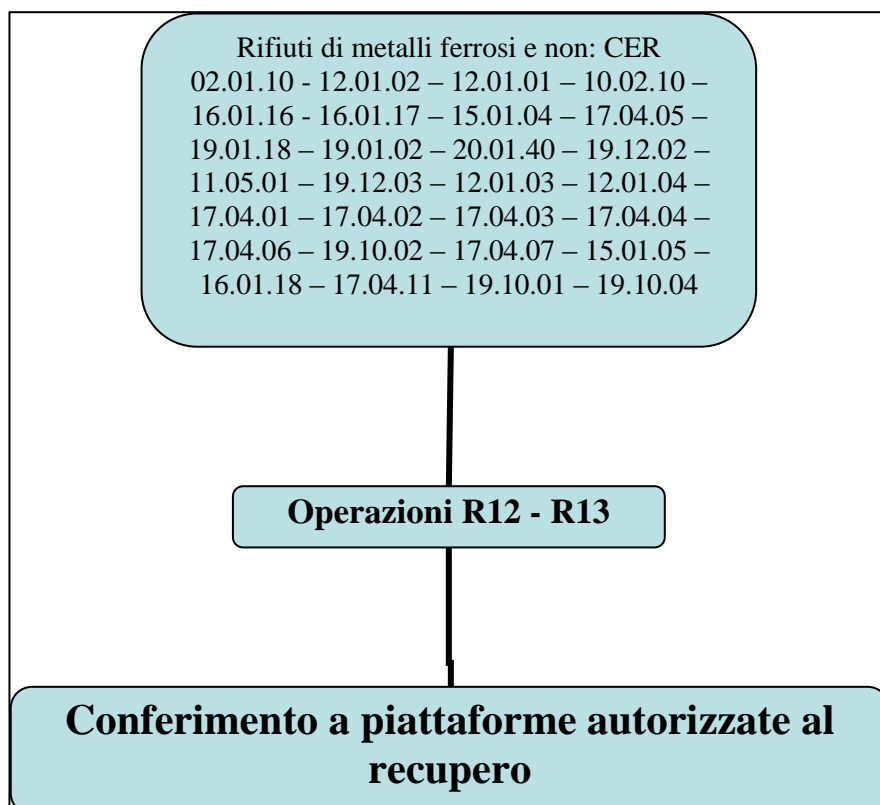 Rifiuti di metalli ferrosi e non: CER
02.01.10 - 12.01.02 – 12.01.01 – 10.02.10 –
16.01.16 - 16.01.17 – 15.01.04 – 17.04.05 –
19.01.18 – 19.01.02 – 20.01.40 – 19.12.02 –
11.05.01 – 19.12.03 – 12.01.03 – 12.01.04 –
17.04.01 – 17.04.02 – 17.04.03 – 17.04.04 –
17.04.06 – 19.10.02 – 17.04.07 – 15.01.05 –
16.01.18 – 17.04.11 – 19.10.01 – 19.10.04
Operazioni R12 - R13
Conferimento a piattaforme autorizzate al
recupero